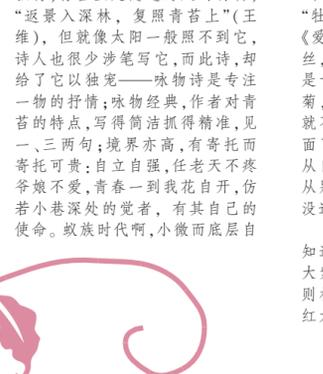 “返景入深林，复照青苔上”（王
维），但就像太阳一般照不到它，
诗人也很少涉笔写它，而此诗，却
给了它以独宠——咏物诗是专注
一物的抒情；咏物经典，作者对青
苔的特点，写得简洁抓得精准，见
一、三两句；境界亦高，有寄托而
寄托可贵：自立自强，任老天不疼
爷娘不爱，青春一到我花自开，仿
若小巷深处的觉者，有其自己的
使命。蚁族时代啊，小微而底层自
“牡
《爱
丝，
是一
菊，
就
面
从
从
没
知
大
则
红